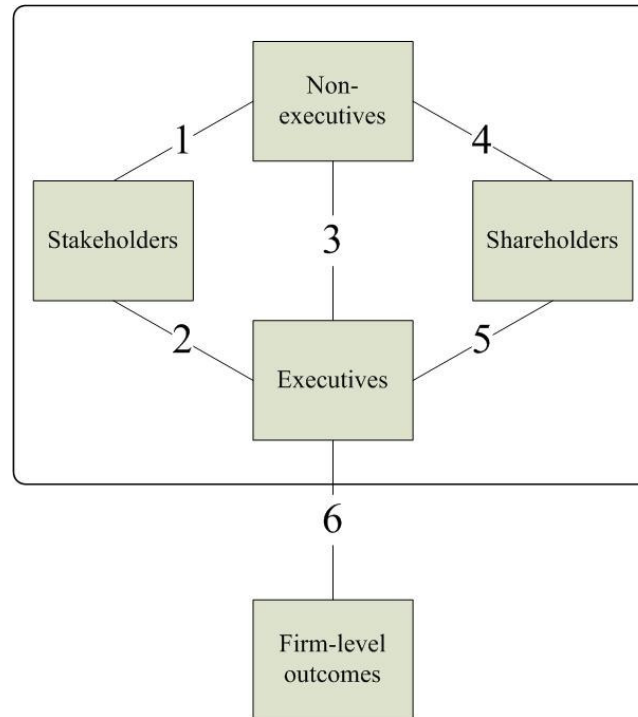 Non-
executives
1
4
Stakeholders
3
Shareholders
2
5
Executives
6
Firm-level
outcomes